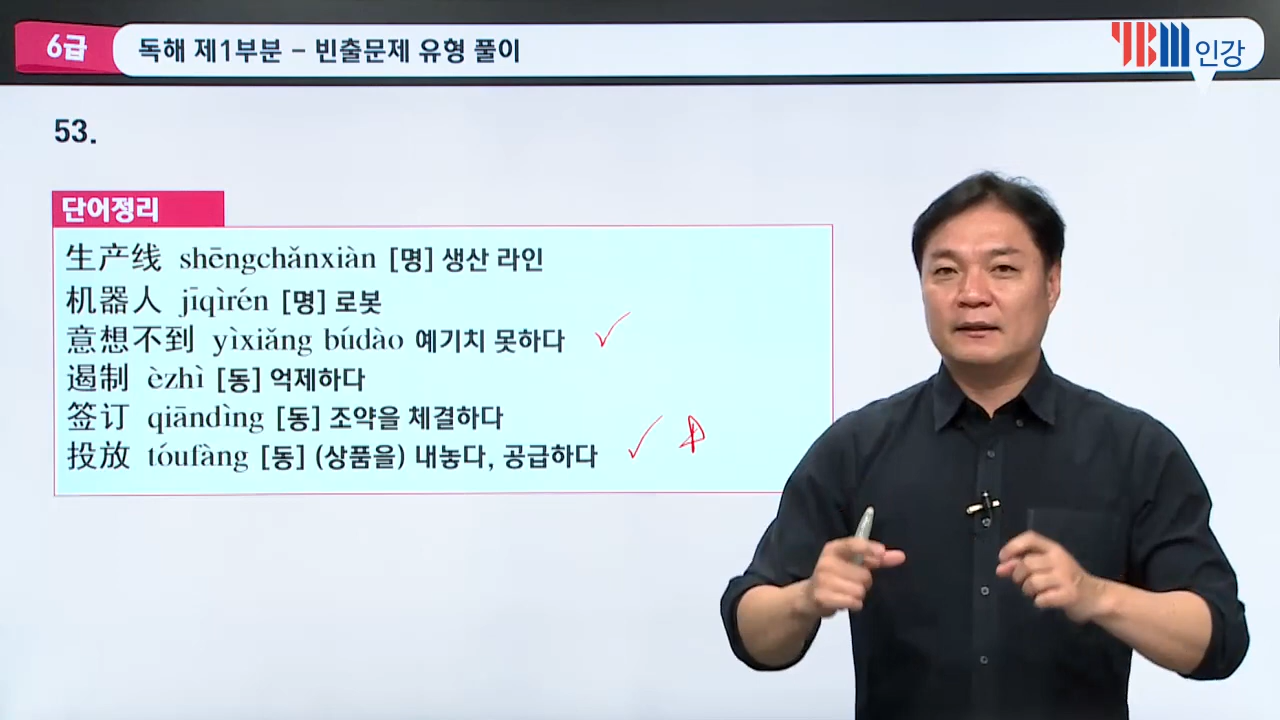 6급 독해 제1부분 – 빈출문제 유형 풀이 YBM 인강
53.
단어정리
生产线 shēngchǎnxiàn [명] 생산 라인
机器人 jīqìrén [명] 로봇
意想不到 yìxiǎng búdào 예기치 못하다
遏制 èzhì [동] 억제하다
签订 qiāndìng [동] 조약을 체결하다
投放 tóufàng [동] (상품을) 내놓다, 공급하다